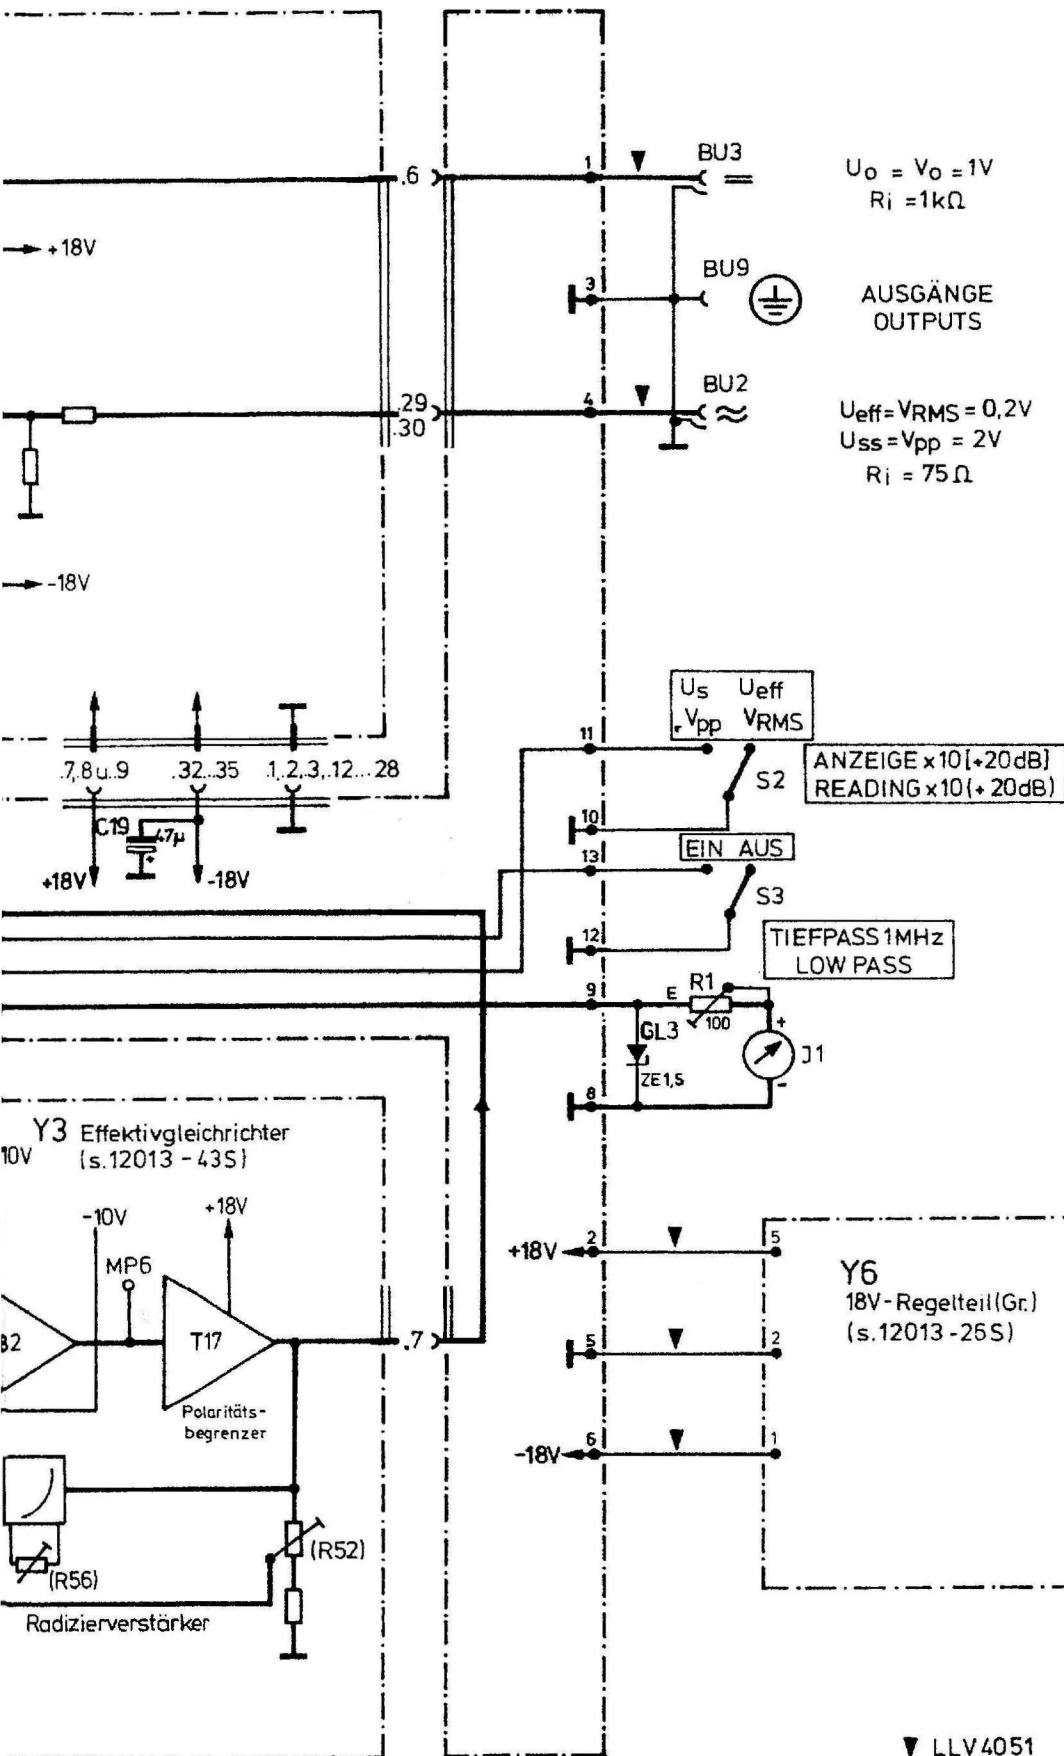 BU3
.6
1
U₀ = V₀ = 1V
Ri = 1kΩ
+18V
BU9
3
AUSGÄNGE
OUTPUTS
BU2
.29
.30
4
Ueff = VRMS = 0,2V
Uss = Vpp = 2V
Ri = 75Ω
-18V
Us Ueff
Vpp VRMS
11
.7,.8 u.9
.32..35
.1,.2,.3,.12...28
S2
ANZEIGE x10 [+20dB]
READING x10 (+20dB)
10
C19
47µ
+
+18V
-18V
13
EIN AUS
S3
12
TIEFPASS 1MHz
LOW PASS
9
E
R1
100
GL3
ZE1,5
+
J1
-
8
Y3 Effektivgleichrichter
(s.12013 - 43S)
10V
-10V
+18V
MP6
T17
Polaritäts-
begrenzer
.7
+18V
2
5
Y6
18V-Regelteil (Gr.)
(s.12013 -25S)
5
2
-18V
6
1
(R52)
(R56)
Radizierverstärker
▼ LLV4051